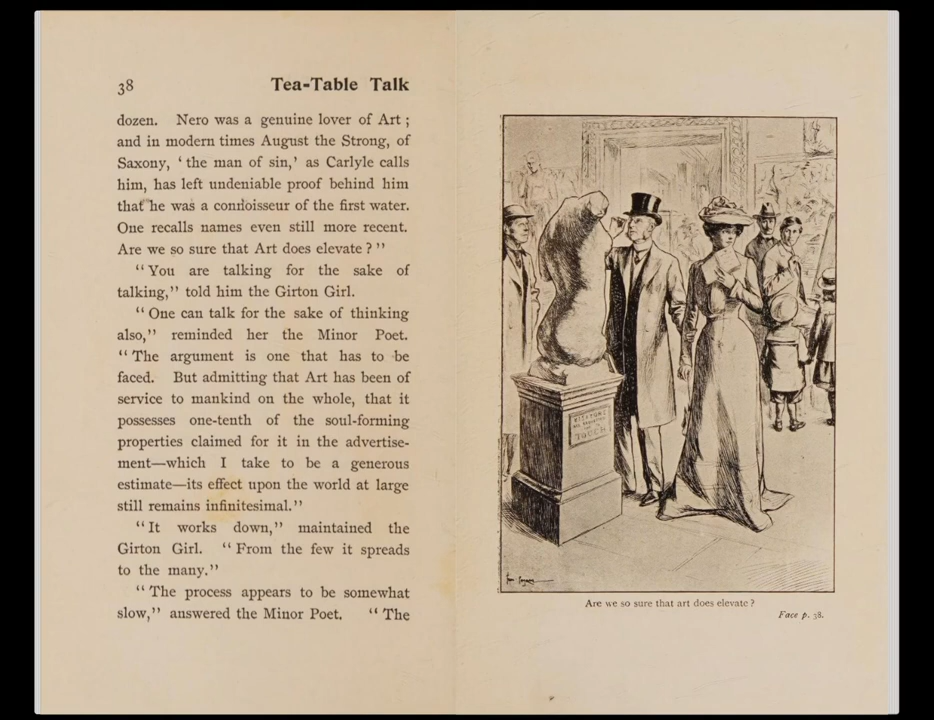 38
Tea-Table Talk
dozen. Nero was a genuine lover of Art ;
and in modern times August the Strong, of
Saxony, ‘ the man of sin,’ as Carlyle calls
him, has left undeniable proof behind him
that he was a connoisseur of the first water.
One recalls names even still more recent.
Are we so sure that Art does elevate ? ”
“ You are talking for the sake of
talking,” told him the Girton Girl.
“ One can talk for the sake of thinking
also,” reminded her the Minor Poet.
“ The argument is one that has to be
faced. But admitting that Art has been of
service to mankind on the whole, that it
possesses one-tenth of the soul-forming
properties claimed for it in the advertise-
ment—which I take to be a generous
estimate—its effect upon the world at large
still remains infinitesimal.”
“ It works down,” maintained the
Girton Girl. “ From the few it spreads
to the many.”
“ The process appears to be somewhat
slow,” answered the Minor Poet. “ The
VISITORS
ARE REQUESTED
NOT TO
TOUCH
Are we so sure that art does elevate ?
Face p. 38.